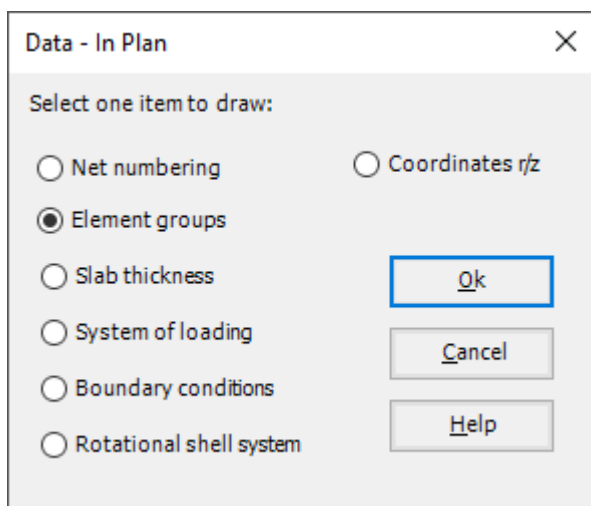 Data - In Plan
Select one item to draw:
Net numbering
Coordinates r/z
Element groups
Slab thickness
Ok
System of loading
Cancel
Boundary conditions
Help
Rotational shell system